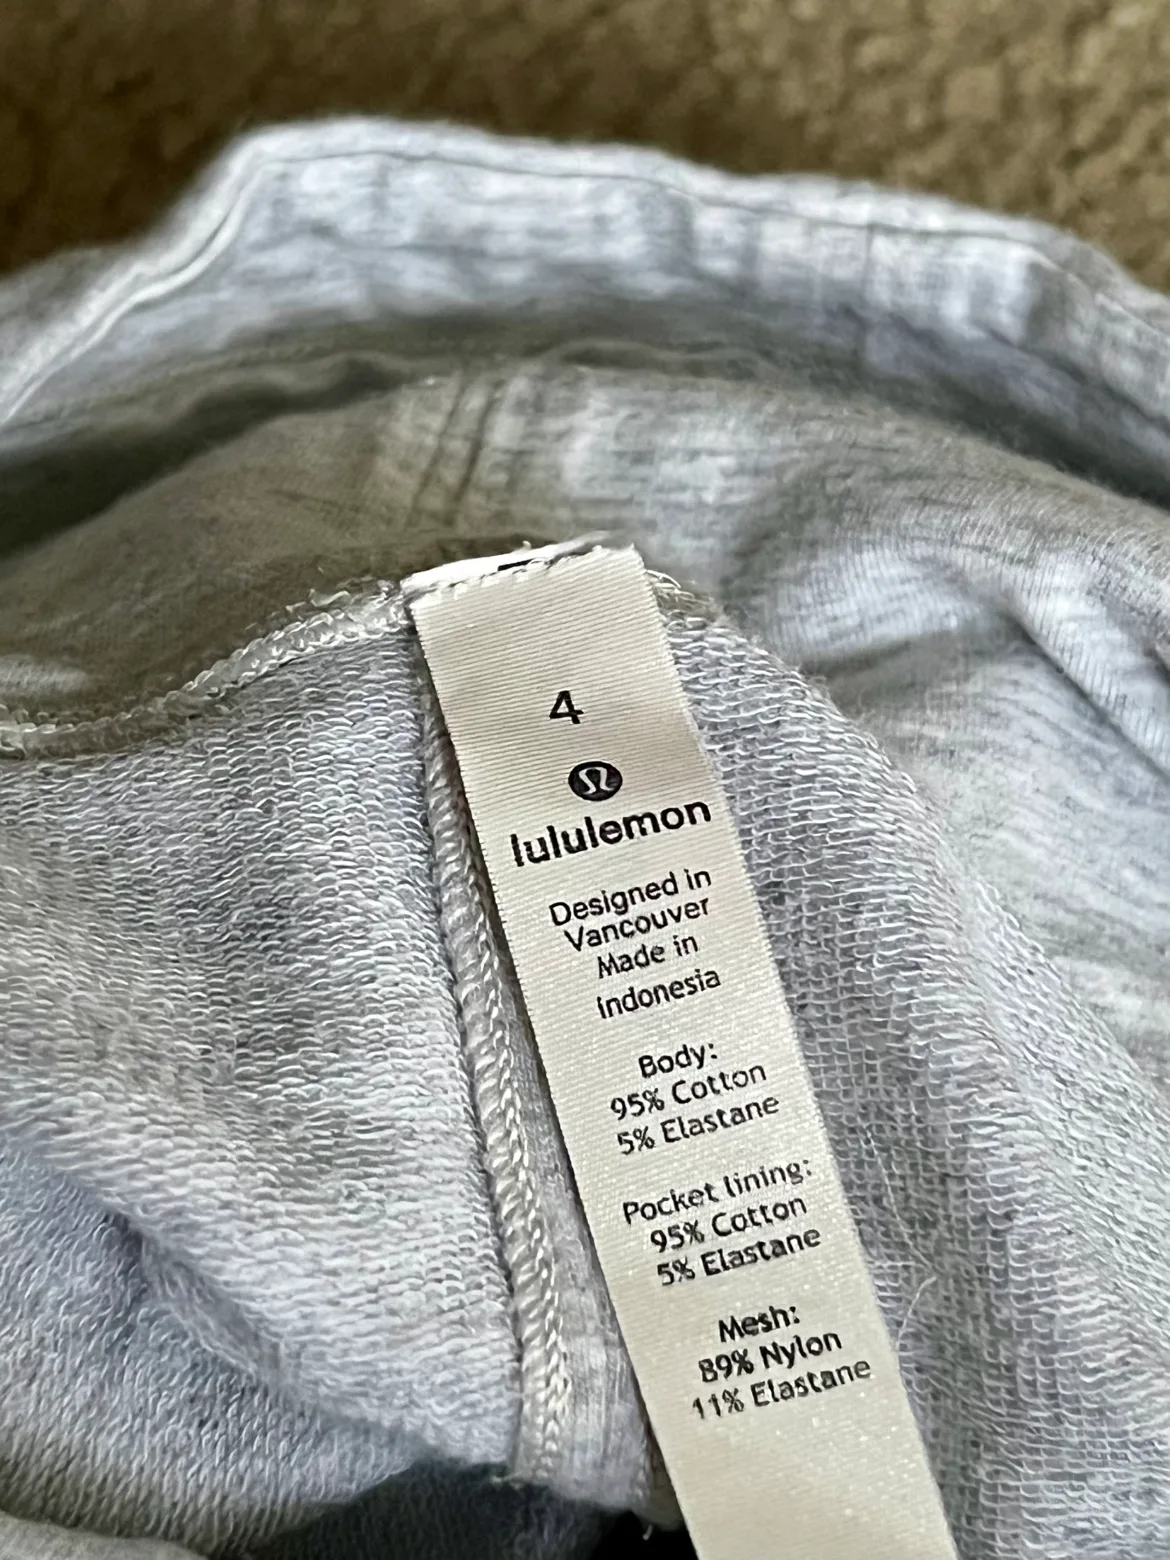 4
lululemon
Designed in
Vancouver
Made in
Indonesia
Body:
95% Cotton
5% Elastane
Pocket lining:
95% Cotton
5% Elastane
Mesh:
89% Nylon
11% Elastane